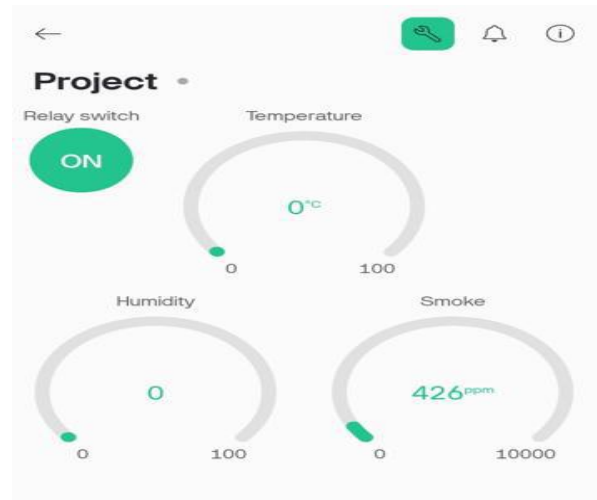 Project
Relay switch
ON
Temperature
0°C
0 100
Humidity
0
0 100
Smoke
426ppm
0 10000